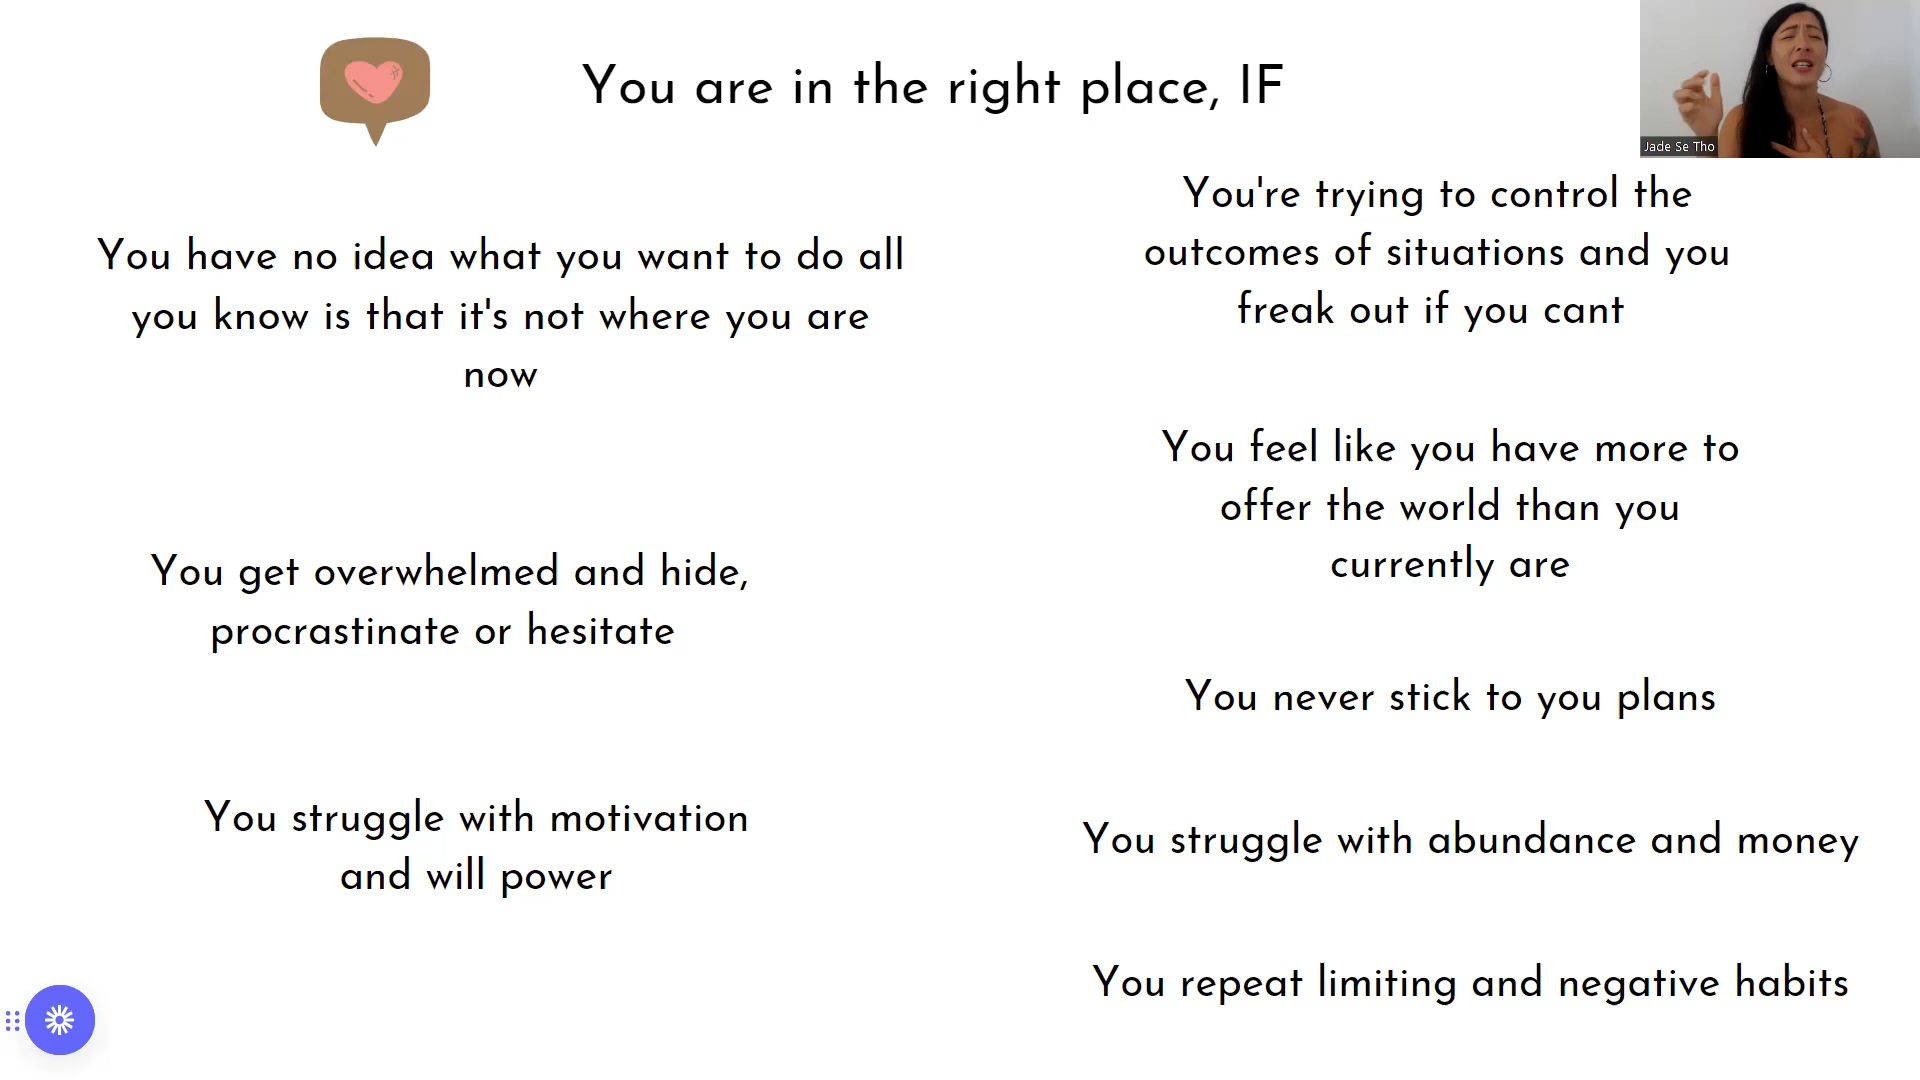 You are in the right place, IF
Jade Se Tho
You have no idea what you want to do all
you know is that it's not where you are
now
You get overwhelmed and hide,
procrastinate or hesitate
You struggle with motivation
and will power
You're trying to control the
outcomes of situations and you
freak out if you cant
You feel like you have more to
offer the world than you
currently are
You never stick to you plans
You struggle with abundance and money
You repeat limiting and negative habits